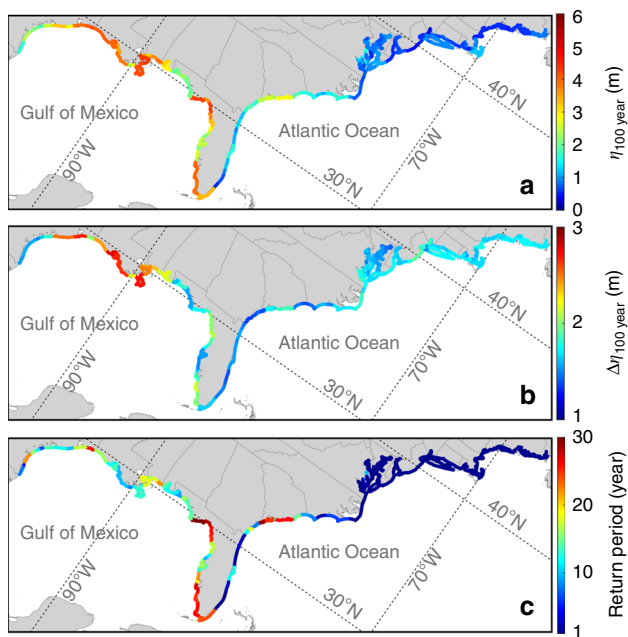 6
5
4
3
2
1
0
η100 year (m)
Gulf of Mexico
Atlantic Ocean
90°W
30°N
70°W
40°N
a
3
2
1
Δη100 year (m)
Gulf of Mexico
Atlantic Ocean
90°W
30°N
70°W
40°N
b
30
20
10
1
Return period (year)
Gulf of Mexico
Atlantic Ocean
90°W
30°N
70°W
40°N
c